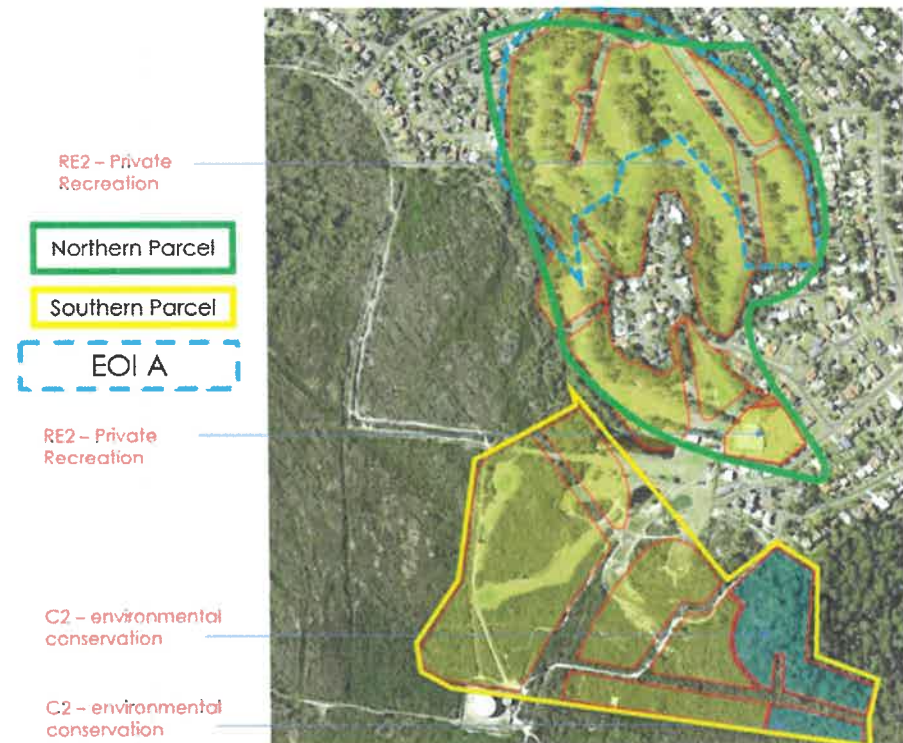 RE2 – Private
Recreation
Northern Parcel
Southern Parcel
EOI A
RE2 – Private
Recreation
C2 – environmental
conservation
C2 – environmental
conservation